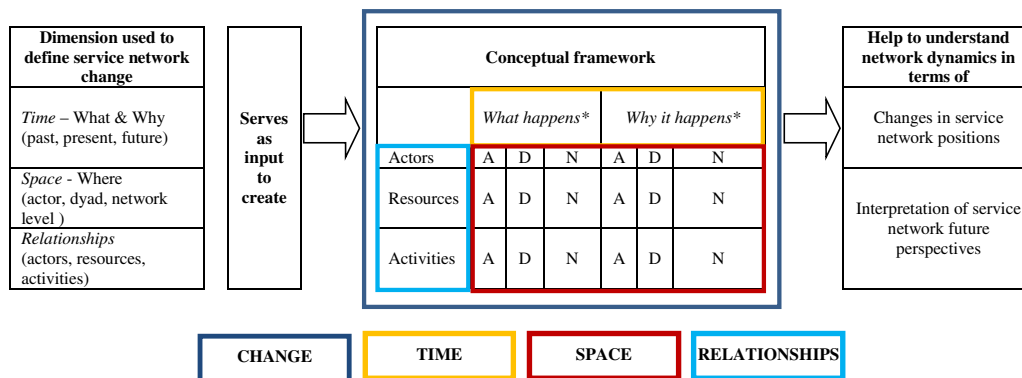 Dimension used to
define service network
change
Time – What & Why
(past, present, future)
Space - Where
(actor, dyad, network
level )
Relationships
(actors, resources,
activities)
Serves
as
input
to
create
Conceptual framework
What happens* Why it happens*
Actors A D N A D N
Resources A D N A D N
Activities A D N A D N
Help to understand
network dynamics in
terms of
Changes in service
network positions
Interpretation of service
network future
perspectives
CHANGE TIME SPACE RELATIONSHIPS